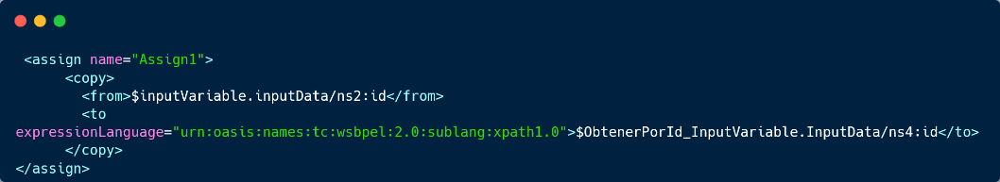 <assign name="Assign1">
<copy>
<from>$inputVariable.inputData/ns2:id</from>
<to
expressionLanguage="urn:oasis:names:tc:wsbpel:2.0:sublang:xpath1.0">$ObtenerPorId_InputVariable.InputData/ns4:id</to>
</copy>
</assign>